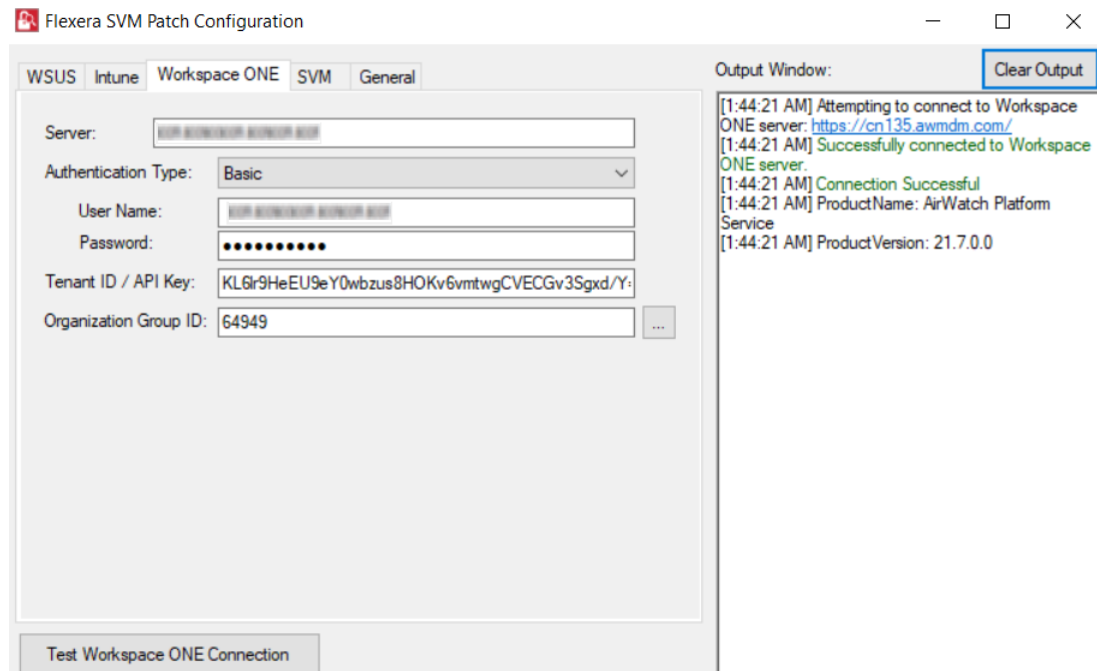 Flexera SVM Patch Configuration
WSUS Intune Workspace ONE SVM General
Server:
Authentication Type: Basic
User Name:
Password: ●●●●●●●●●●
Tenant ID / API Key: KL6lr9HeEU9eY0wbzus8HOKv6vmtwgCVECGv3Sgxd/Y
Organization Group ID: 64949 ...
Test Workspace ONE Connection
Output Window: Clear Output
[1:44:21 AM] Attempting to connect to Workspace
ONE server: https://cn135.awmdm.com/
[1:44:21 AM] Successfully connected to Workspace
ONE server.
[1:44:21 AM] Connection Successful
[1:44:21 AM] ProductName: AirWatch Platform
Service
[1:44:21 AM] ProductVersion: 21.7.0.0